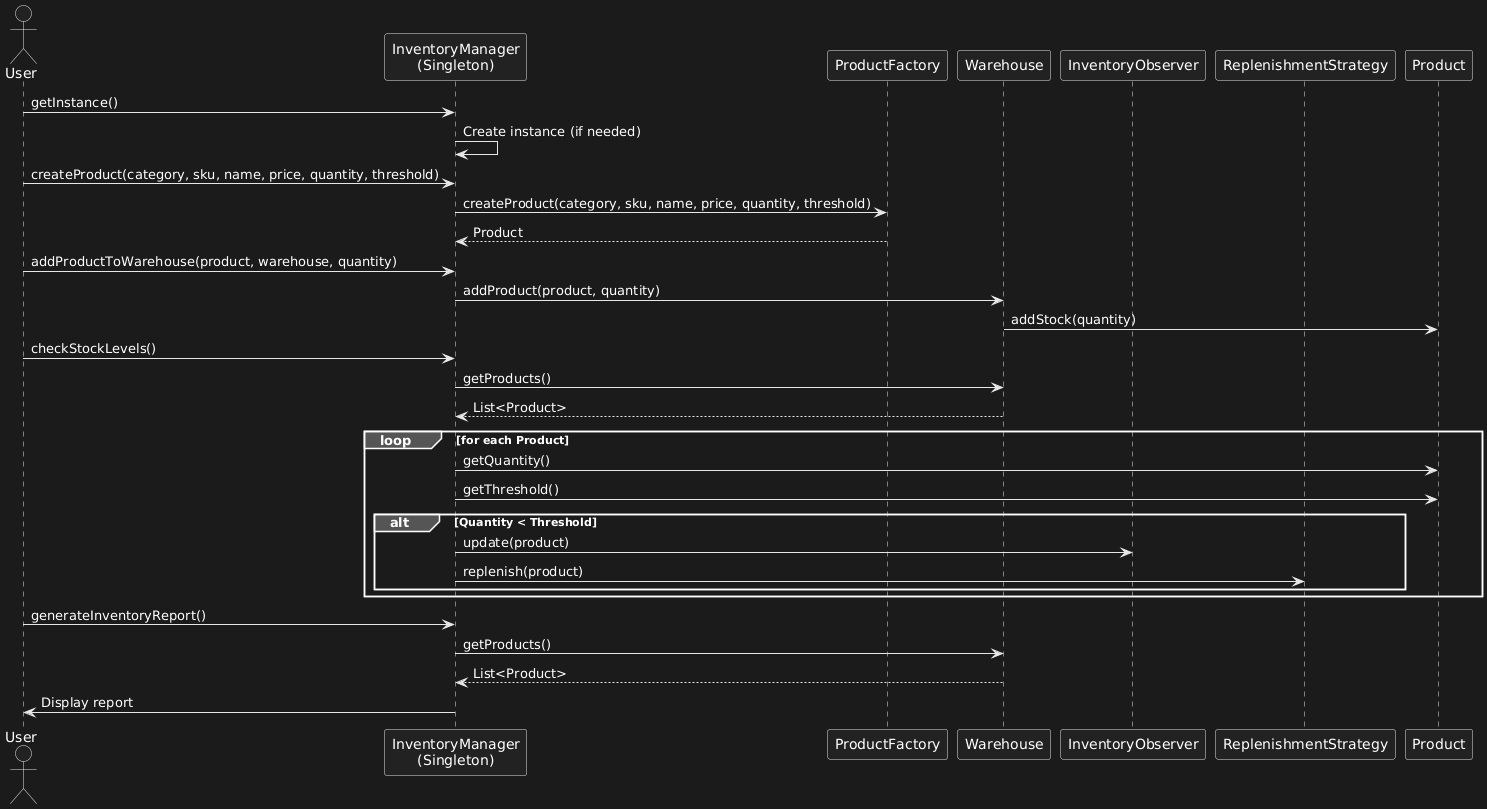 User
InventoryManager
(Singleton)
ProductFactory
Warehouse
InventoryObserver
ReplenishmentStrategy
Product
getInstance()
Create instance (if needed)
createProduct(category, sku, name, price, quantity, threshold)
createProduct(category, sku, name, price, quantity, threshold)
Product
addProductToWarehouse(product, warehouse, quantity)
addProduct(product, quantity)
addStock(quantity)
checkStockLevels()
getProducts()
List<Product>
loop
[for each Product]
getQuantity()
getThreshold()
alt
[Quantity < Threshold]
update(product)
replenish(product)
generateInventoryReport()
getProducts()
List<Product>
Display report
User
InventoryManager
(Singleton)
ProductFactory
Warehouse
InventoryObserver
ReplenishmentStrategy
Product